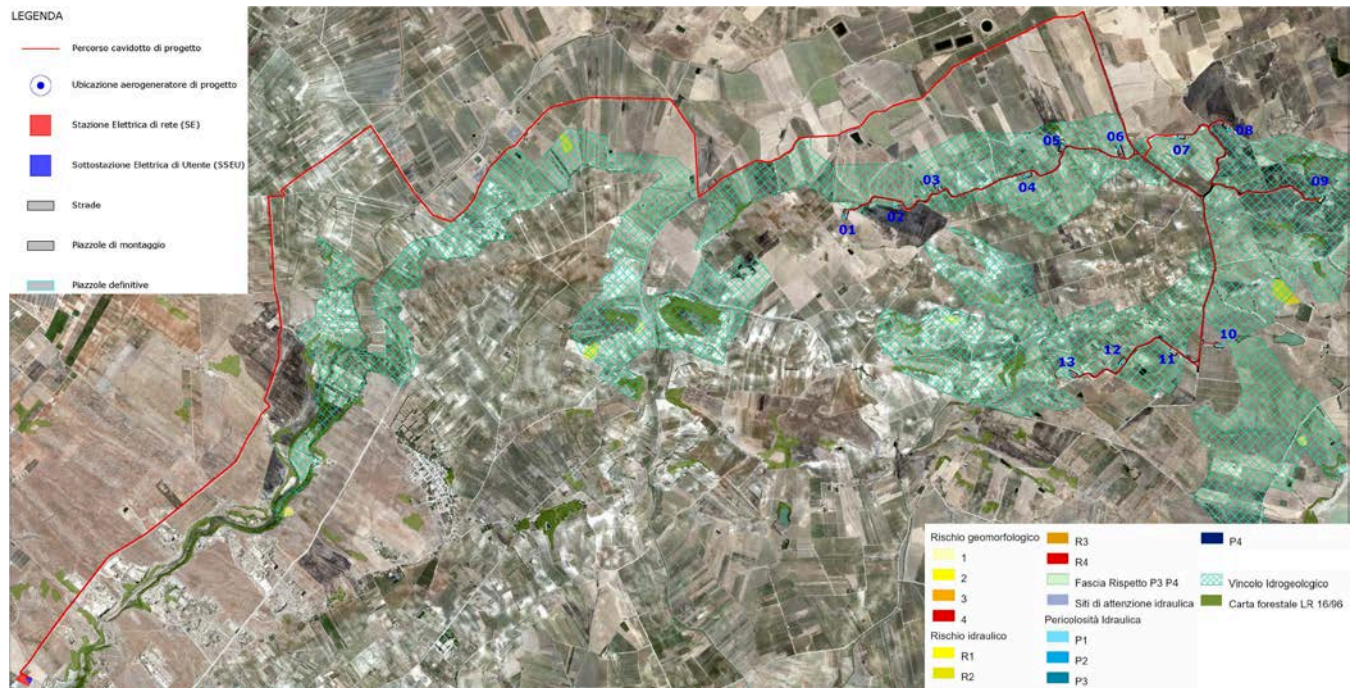 LEGENDA
Percorso cavidotto di progetto
Ubicazione aerogeneratore di progetto
Stazione Elettrica di rete (SE)
Sottostazione Elettrica di Utente (SSEU)
Strade
Piazzole di montaggio
Piazzole definitive
01
02
03
04
05
06
07
08
09
10
11
12
13
Rischio geomorfologico
1
2
3
4
Rischio idraulico
R1
R2
R3
R4
Fascia Rispetto P3 P4
Siti di attenzione idraulica
Pericolosità Idraulica
P1
P2
P3
P4
Vincolo Idrogeologico
Carta forestale LR 16/96